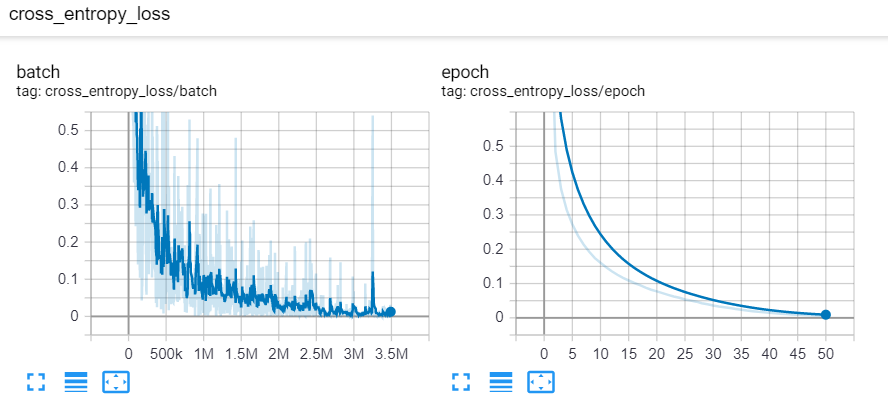 cross_entropy_loss
batch
tag: cross_entropy_loss/batch
0.5
0.4
0.3
0.2
0.1
0
0 500k 1M 1.5M 2M 2.5M 3M 3.5M
epoch
tag: cross_entropy_loss/epoch
0.5
0.4
0.3
0.2
0.1
0
0 5 10 15 20 25 30 35 40 45 50